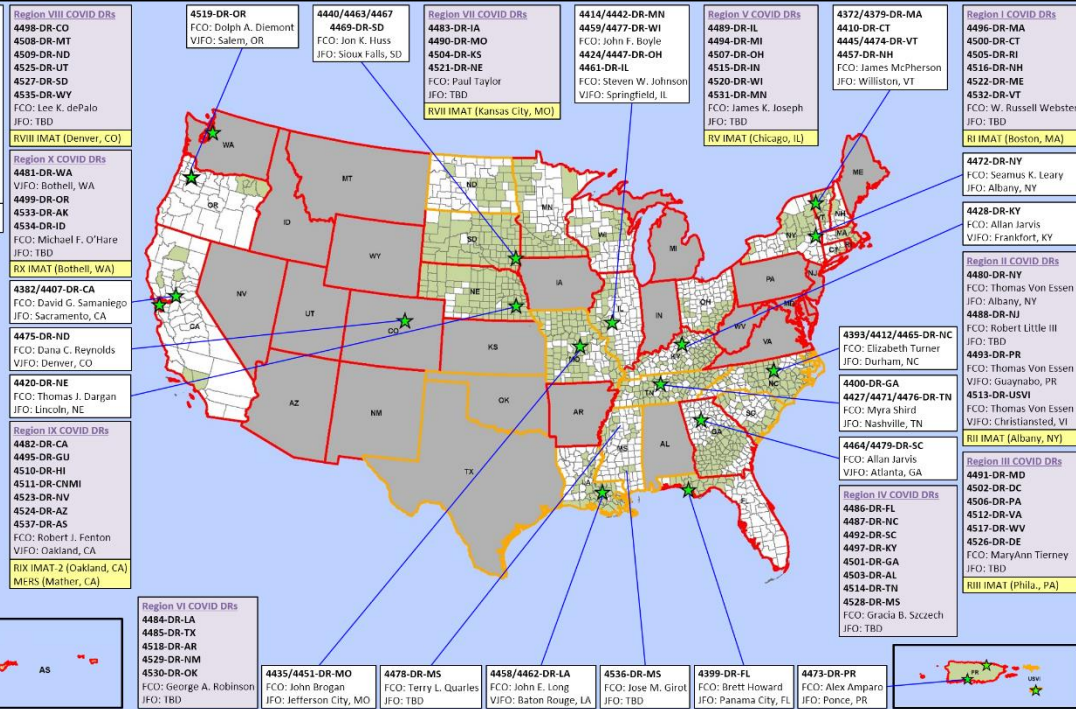 Region VIII COVID DRs
4498-DR-CO
4508-DR-MT
4509-DR-ND
4525-DR-UT
4527-DR-SD
4535-DR-WY
FCO: Lee K. dePalo
JFO: TBD
RVIII IMAT (Denver, CO)
Region X COVID DRs
4481-DR-WA
VJFO: Bothell, WA
4499-DR-OR
4533-DR-AK
4534-DR-ID
FCO: Michael F. O'Hare
JFO: TBD
RX IMAT (Bothell, WA)
4382/4407-DR-CA
FCO: David G. Samaniego
JFO: Sacramento, CA
4475-DR-ND
FCO: Dana C. Reynolds
VJFO: Denver, CO
4420-DR-NE
FCO: Thomas J. Dargan
JFO: Lincoln, NE
Region IX COVID DRs
4482-DR-CA
4495-DR-GU
4510-DR-HI
4511-DR-CNMI
4523-DR-NV
4524-DR-AZ
4537-DR-AS
FCO: Robert J. Fenton
VJFO: Oakland, CA
RIX IMAT-2 (Oakland, CA)
MERS (Mather, CA)
4519-DR-OR
FCO: Dolph A. Diemont
VJFO: Salem, OR
4440/4463/4467
4469-DR-SD
FCO: Jon K. Huss
JFO: Sioux Falls, SD
Region VII COVID DRs
4483-DR-IA
4490-DR-MO
4504-DR-KS
4521-DR-NE
FCO: Paul Taylor
JFO: TBD
RVII IMAT (Kansas City, MO)
4414/4442-DR-MN
4459/4477-DR-WI
FCO: John F. Boyle
4424/4447-DR-OH
4461-DR-IL
FCO: Steven W. Johnson
VJFO: Springfield, IL
Region V COVID DRs
4489-DR-IL
4494-DR-MI
4507-DR-OH
4515-DR-IN
4520-DR-WI
4531-DR-MN
FCO: James K. Joseph
JFO: TBD
RV IMAT (Chicago, IL)
4372/4379-DR-MA
4410-DR-CT
4445/4474-DR-VT
4457-DR-NH
FCO: James McPherson
JFO: Williston, VT
Region I COVID DRs
4496-DR-MA
4500-DR-CT
4505-DR-RI
4516-DR-NH
4522-DR-ME
4532-DR-VT
FCO: W. Russell Webster
JFO: TBD
RI IMAT (Boston, MA)
4472-DR-NY
FCO: Seamus K. Leary
JFO: Albany, NY
4428-DR-KY
FCO: Allan Jarvis
VJFO: Frankfort, KY
Region II COVID DRs
4480-DR-NY
FCO: Thomas Von Essen
JFO: Albany, NY
4488-DR-NJ
FCO: Robert Little III
JFO: TBD
4493-DR-PR
FCO: Thomas Von Essen
VJFO: Guaynabo, PR
4513-DR-USVI
FCO: Thomas Von Essen
VJFO: Christiansted, VI
RII IMAT (Albany, NY)
4393/4412/4465-DR-NC
FCO: Elizabeth Turner
JFO: Durham, NC
4400-DR-GA
4427/4471/4476-DR-TN
FCO: Myra Shird
JFO: Nashville, TN
4464/4479-DR-SC
FCO: Allan Jarvis
VJFO: Atlanta, GA
Region III COVID DRs
4491-DR-MD
4502-DR-DC
4506-DR-PA
4512-DR-VA
4517-DR-WV
4526-DR-DE
FCO: MaryAnn Tierney
JFO: TBD
RIII IMAT (Phila., PA)
Region IV COVID DRs
4486-DR-FL
4487-DR-NC
4492-DR-SC
4497-DR-KY
4501-DR-GA
4503-DR-AL
4514-DR-TN
4528-DR-MS
FCO: Gracia B. Szczech
JFO: TBD
WA
MT
ND
MN
ME
OR
ID
SD
WI
NY
VT
NH
MA
CT
WY
MI
PA
NJ
NE
IA
OH
MD
NV
UT
CO
IL
IN
WV
VA
CA
KS
MO
KY
NC
AZ
NM
OK
AR
TN
SC
TX
LA
MS
AL
GA
FL
AS
Region VI COVID DRs
4484-DR-LA
4485-DR-TX
4518-DR-AR
4529-DR-NM
4530-DR-OK
FCO: George A. Robinson
JFO: TBD
4435/4451-DR-MO
FCO: John Brogan
JFO: Jefferson City, MO
4478-DR-MS
FCO: Terry L. Quarles
JFO: TBD
4458/4462-DR-LA
FCO: John E. Long
VJFO: Baton Rouge, LA
4536-DR-MS
FCO: Jose M. Girot
JFO: TBD
4399-DR-FL
FCO: Brett Howard
JFO: Panama City, FL
4473-DR-PR
FCO: Alex Amparo
JFO: Ponce, PR
PR
USVI